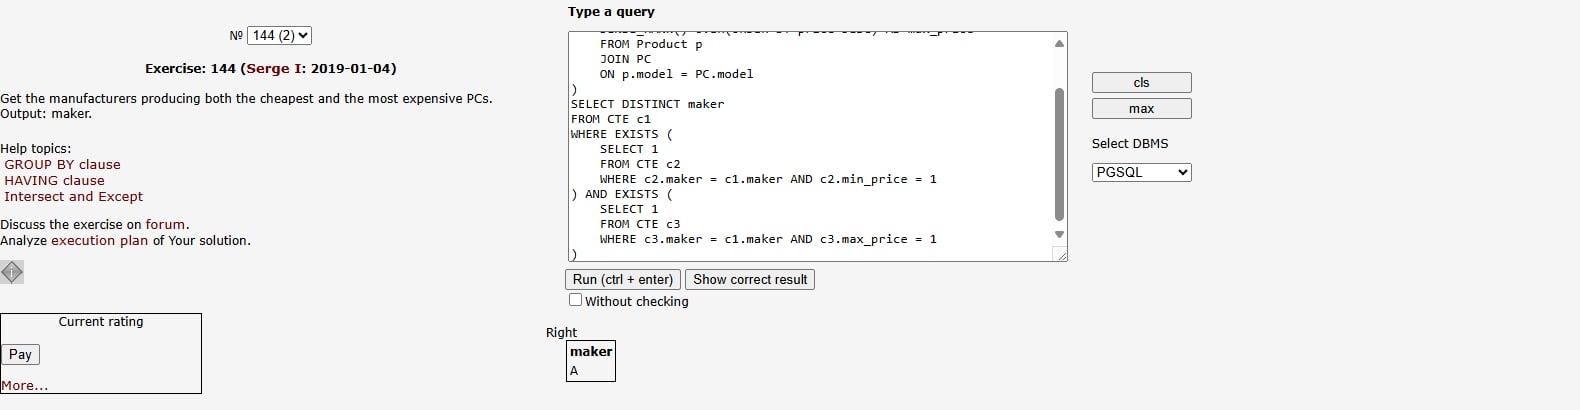 № 144 (2)
Exercise: 144 (Serge I: 2019-01-04)
Get the manufacturers producing both the cheapest and the most expensive PCs.
Output: maker.
Help topics:
GROUP BY clause
HAVING clause
Intersect and Except
Discuss the exercise on forum.
Analyze execution plan of Your solution.
Current rating
Pay
More...
Type a query
FROM Product p
JOIN PC
ON p.model = PC.model
)
SELECT DISTINCT maker
FROM CTE c1
WHERE EXISTS (
SELECT 1
FROM CTE c2
WHERE c2.maker = c1.maker AND c2.min_price = 1
) AND EXISTS (
SELECT 1
FROM CTE c3
WHERE c3.maker = c1.maker AND c3.max_price = 1
)
Run (ctrl + enter) Show correct result
Without checking
Right
maker
A
cls
max
Select DBMS
PGSQL